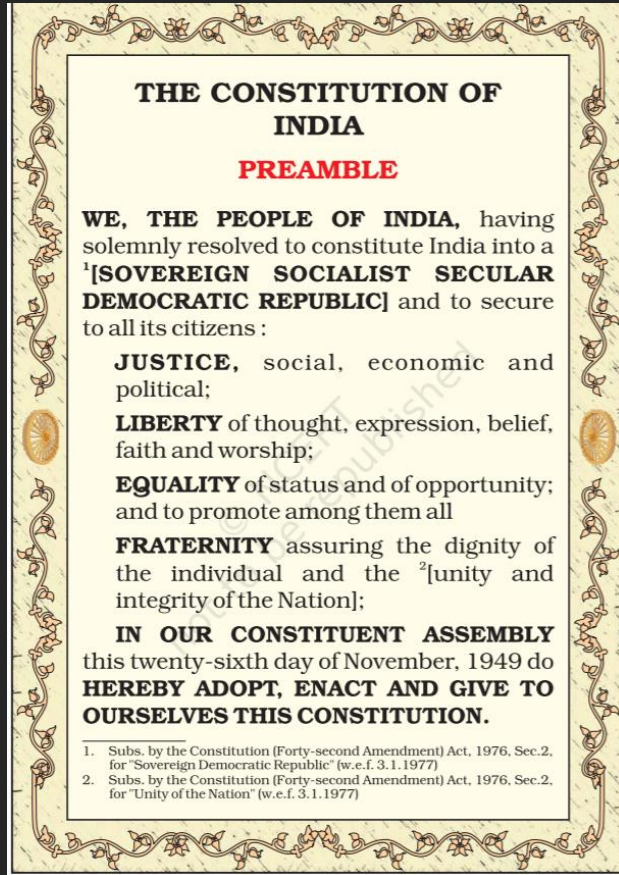 THE CONSTITUTION OF
INDIA
PREAMBLE
WE, THE PEOPLE OF INDIA, having
solemnly resolved to constitute India into a
¹[SOVEREIGN SOCIALIST SECULAR
DEMOCRATIC REPUBLIC] and to secure
to all its citizens :
JUSTICE, social, economic and
political;
LIBERTY of thought, expression, belief,
faith and worship;
EQUALITY of status and of opportunity;
and to promote among them all
FRATERNITY assuring the dignity of
the individual and the ²[unity and
integrity of the Nation];
IN OUR CONSTITUENT ASSEMBLY
this twenty-sixth day of November, 1949 do
HEREBY ADOPT, ENACT AND GIVE TO
OURSELVES THIS CONSTITUTION.
1. Subs. by the Constitution (Forty-second Amendment) Act, 1976, Sec.2,
for "Sovereign Democratic Republic" (w.e.f. 3.1.1977)
2. Subs. by the Constitution (Forty-second Amendment) Act, 1976, Sec.2,
for "Unity of the Nation" (w.e.f. 3.1.1977)
© NCERT
not to be republished